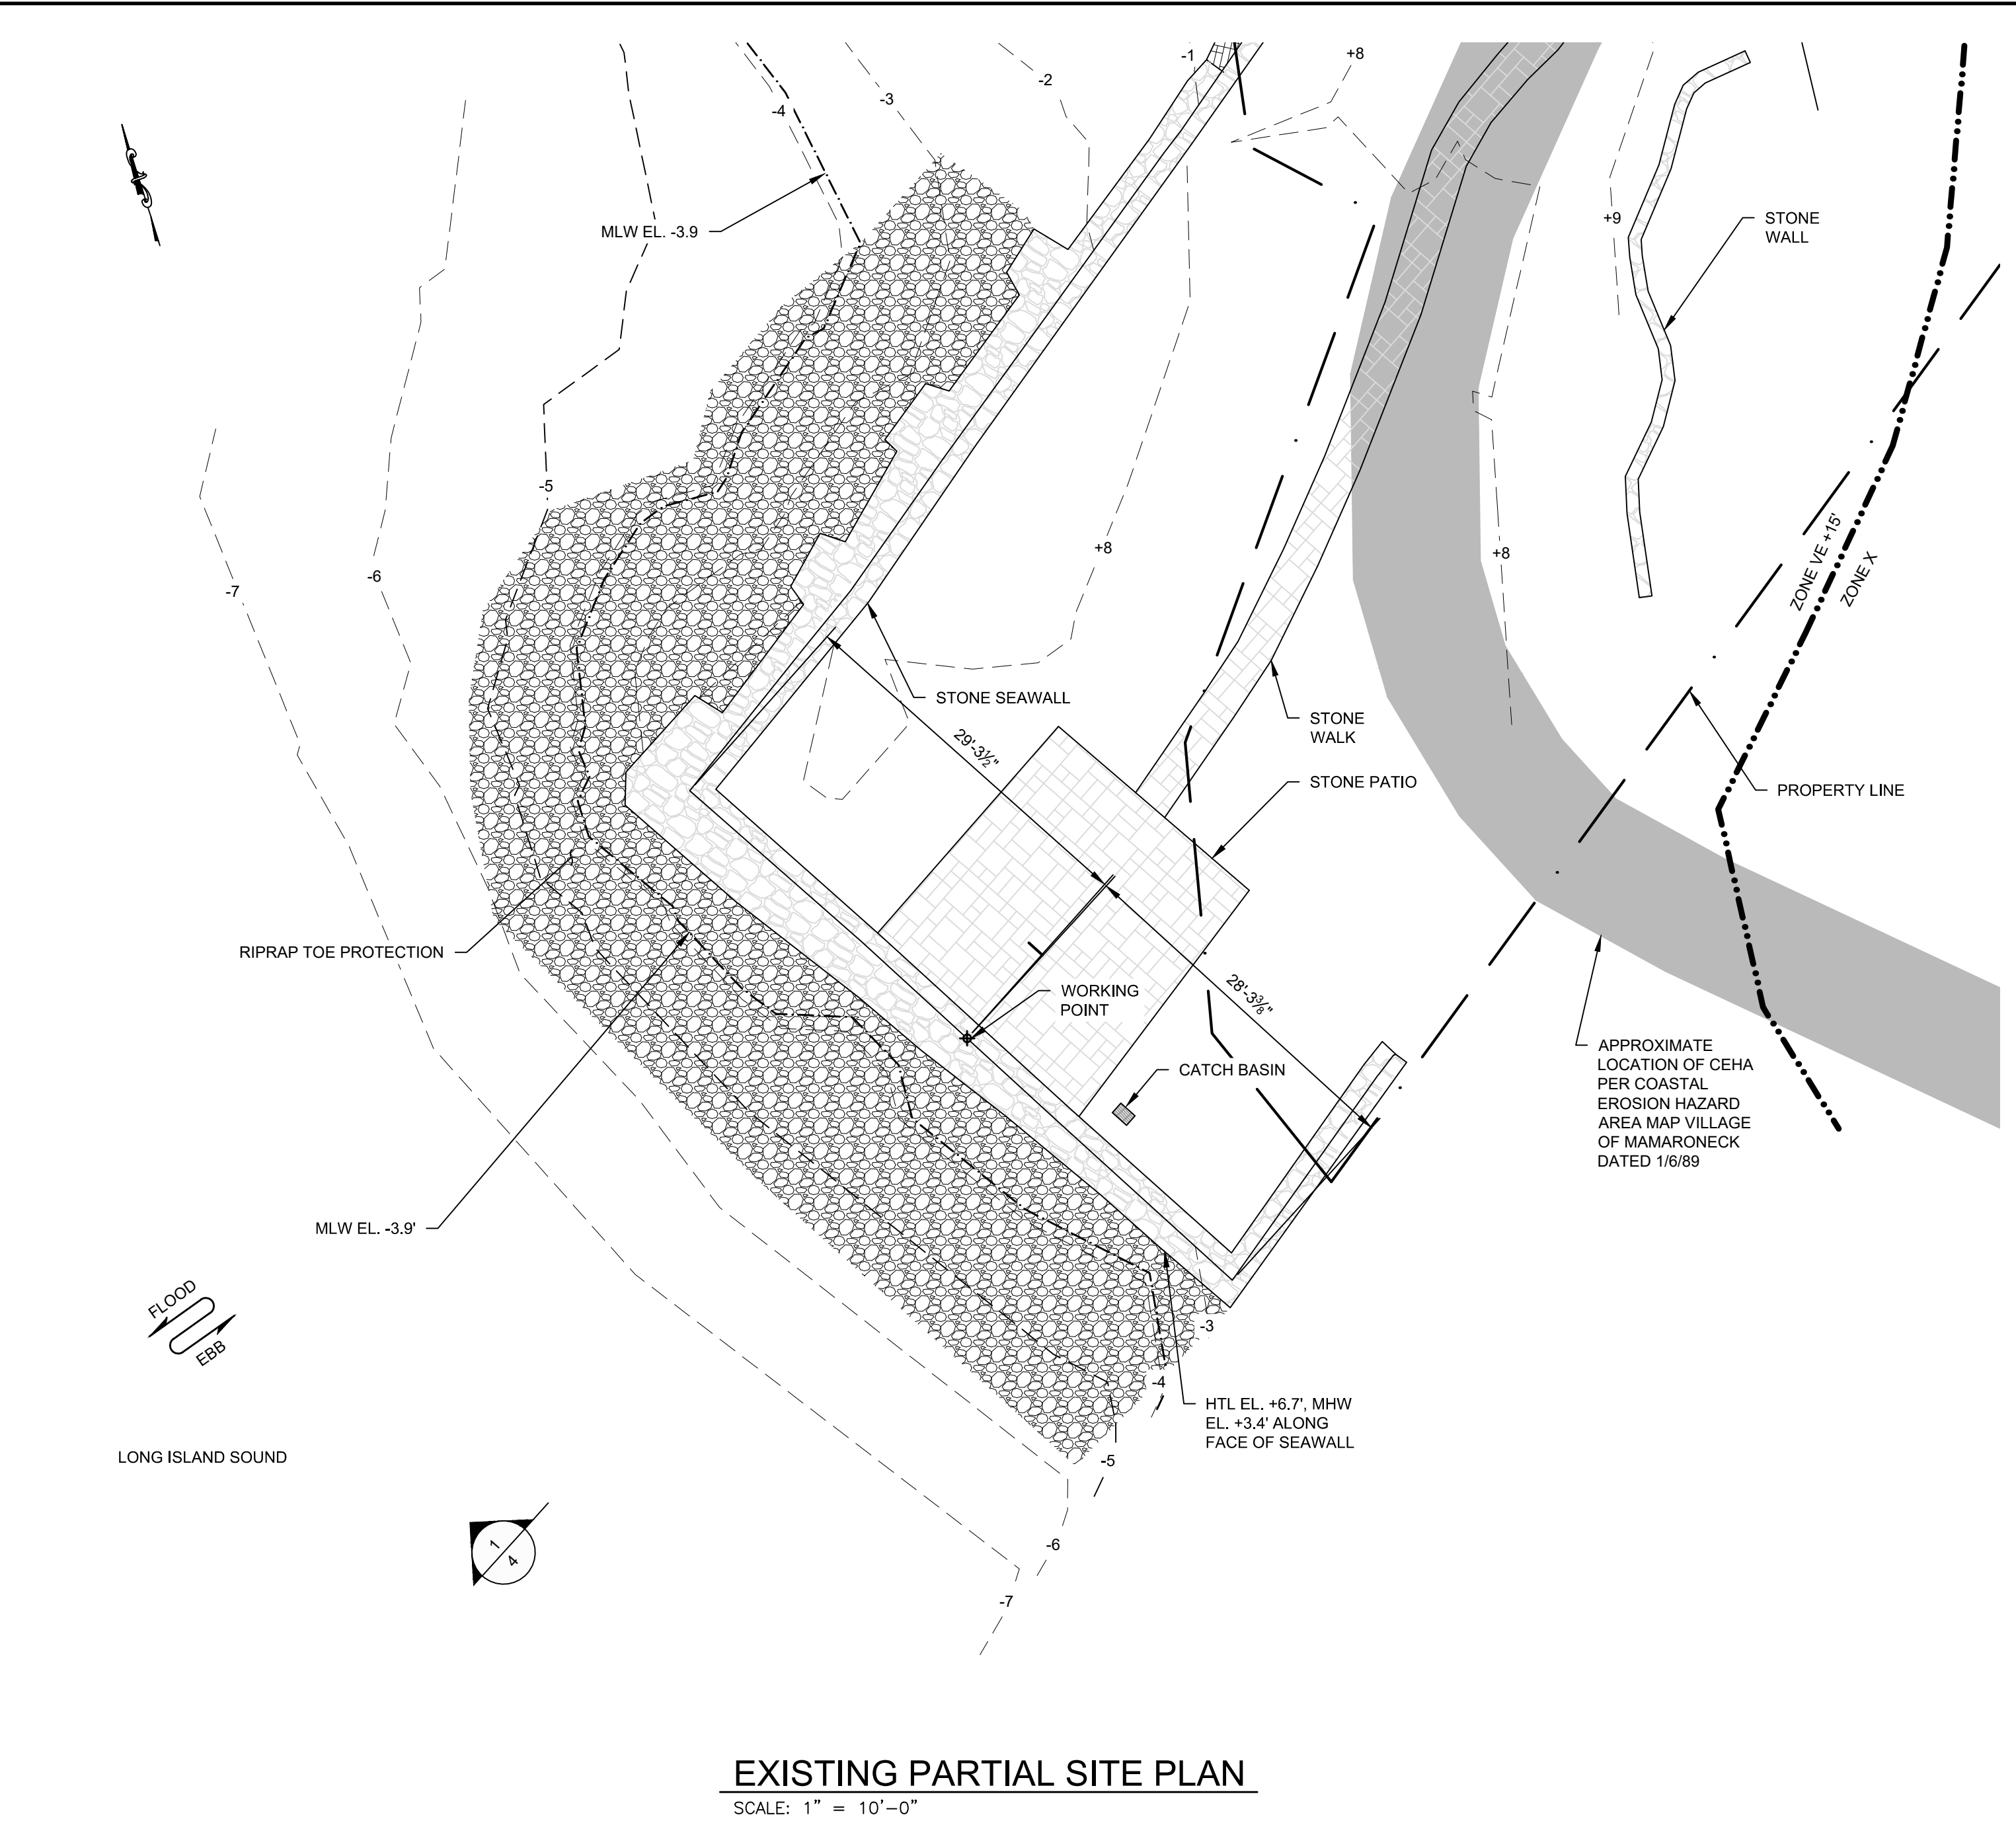 +8
-1
-2
-3
-4
MLW EL. -3.9
+9
STONE
WALL
-5
+8
+8
-6
-7
ZONE VE +15'
ZONE X
STONE SEAWALL
STONE
WALK
29'-3½"
STONE PATIO
PROPERTY LINE
RIPRAP TOE PROTECTION
WORKING
POINT
28'-3⅜"
CATCH BASIN
APPROXIMATE
LOCATION OF CEHA
PER COASTAL
EROSION HAZARD
AREA MAP VILLAGE
OF MAMARONECK
DATED 1/6/89
MLW EL. -3.9'
FLOOD
EBB
-3
-4
HTL EL. +6.7', MHW
EL. +3.4' ALONG
FACE OF SEAWALL
LONG ISLAND SOUND
-5
1
4
-6
-7
EXISTING PARTIAL SITE PLAN
SCALE: 1" = 10'-0"